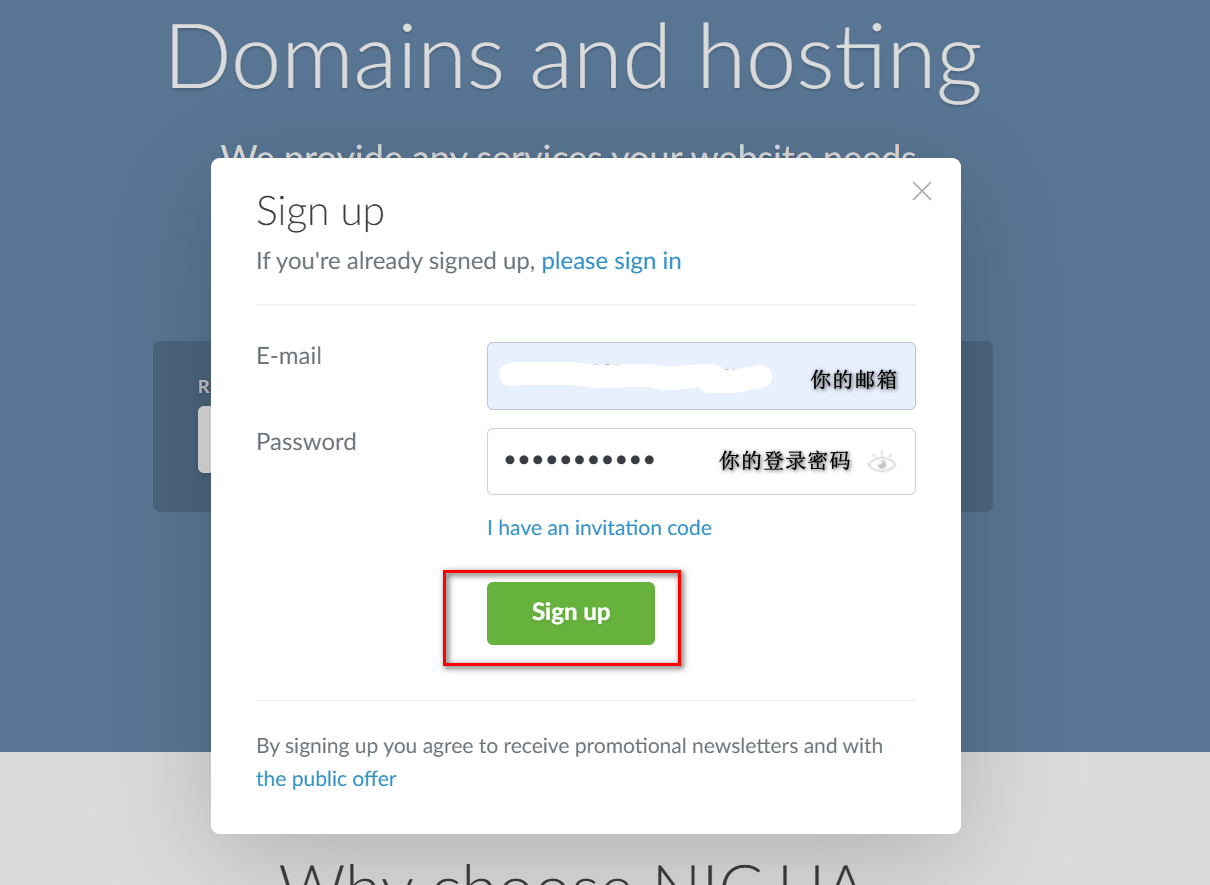 Domains and hosting
We provide any services your website needs
Sign up
If you're already signed up, please sign in
E-mail
你的邮箱
R
Password
你的登录密码
I have an invitation code
Sign up
By signing up you agree to receive promotional newsletters and with
the public offer
Why choose NIC.UA